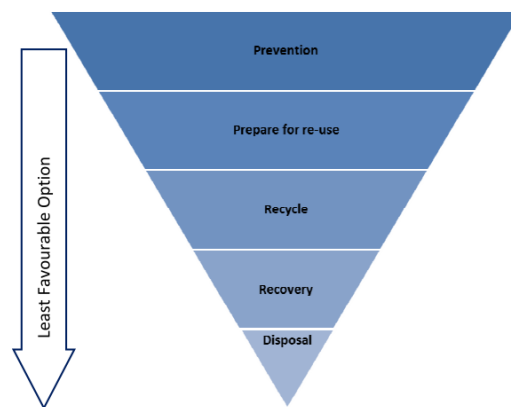 Prevention
Prepare for re-use
Recycle
Recovery
Disposal
Least Favourable Option